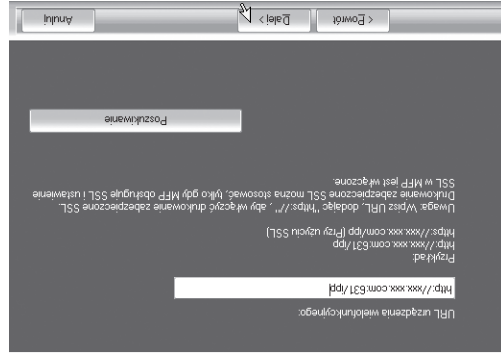 URL urządzenia wielofunkcyjnego:
http://xxx.xxx.com:631/ipp
Przykład:
http://xxx.xxx.com:631/ipp
https://xxx.xxx.com/ipp (Przy użyciu SSL)
Uwaga: Wpisz URL, dodając "https://", aby włączyć drukowanie zabezpieczone SSL.
Drukowanie zabezpieczone SSL można stosować, tylko gdy MFP obsługuje SSL i ustawienie
SSL w MFP jest włączone.
Poszukiwanie
< Powrót
Dalej >
Anuluj